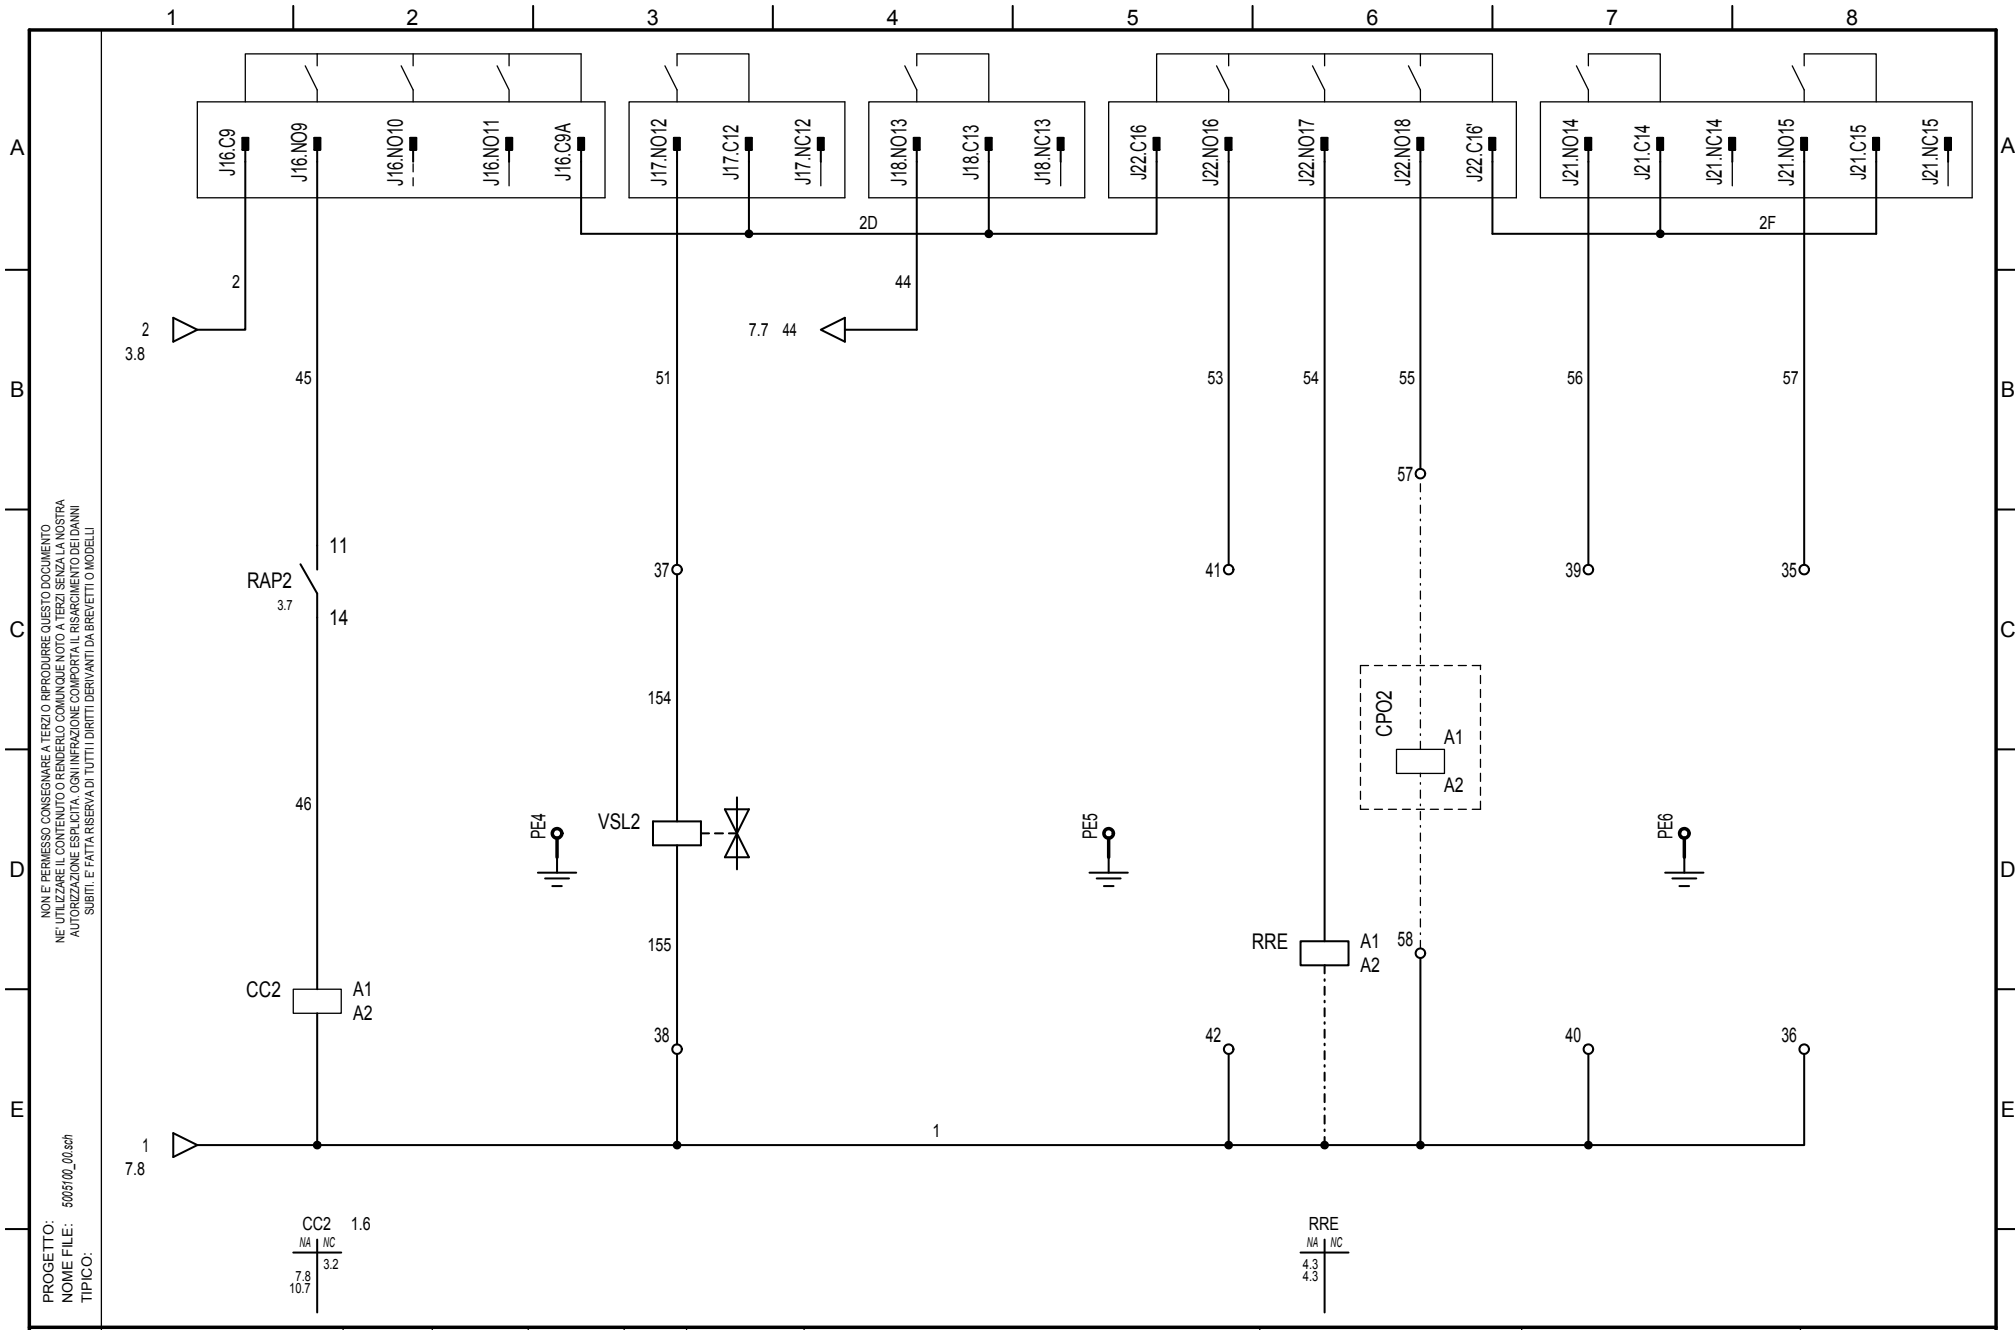 1 2 3 4 5 6 7 8
A A
J16.C9 J16.NO9 J16.NO10 J16.NO11 J16.C9A J17.NO12 J17.C12 J17.NC12 J18.NO13 J18.C13 J18.NC13 J22.C16 J22.NO16 J22.NO17 J22.NO18 J22.C16' J21.NO14 J21.C14 J21.NC14 J21.NO15 J21.C15 J21.NC15
2D 2F
2 44
2 7.7 44
3.8
B 45 51 53 54 55 56 57 B
57
11
37 41 39 35
RAP2
3.7
14
C C
154
CPO2
A1
A2
46
PE4 VSL2 PE5 PE6
D D
155
RRE A1 58
A2
CC2 A1
A2
38 42 40 36
E E
1 1
7.8
CC2 1.6
NA NC
3.2
7.8
10.7
RRE
NA NC
4.3
4.3
NON E' PERMESSO CONSEGNARE A TERZI O RIPRODURRE QUESTO DOCUMENTO
NE' UTILIZZARE IL CONTENUTO O RENDERLO COMUNQUE NOTO A TERZI SENZA LA NOSTRA
AUTORIZZAZIONE ESPLICITA. OGNI INFRAZIONE COMPORTA IL RISARCIMENTO DEI DANNI
SUBITI. E' FATTA RISERVA DI TUTTI I DIRITTI DERIVANTI DA BREVETTI O MODELLI
PROGETTO:
NOME FILE: 5005100_00.sch
TIPICO: